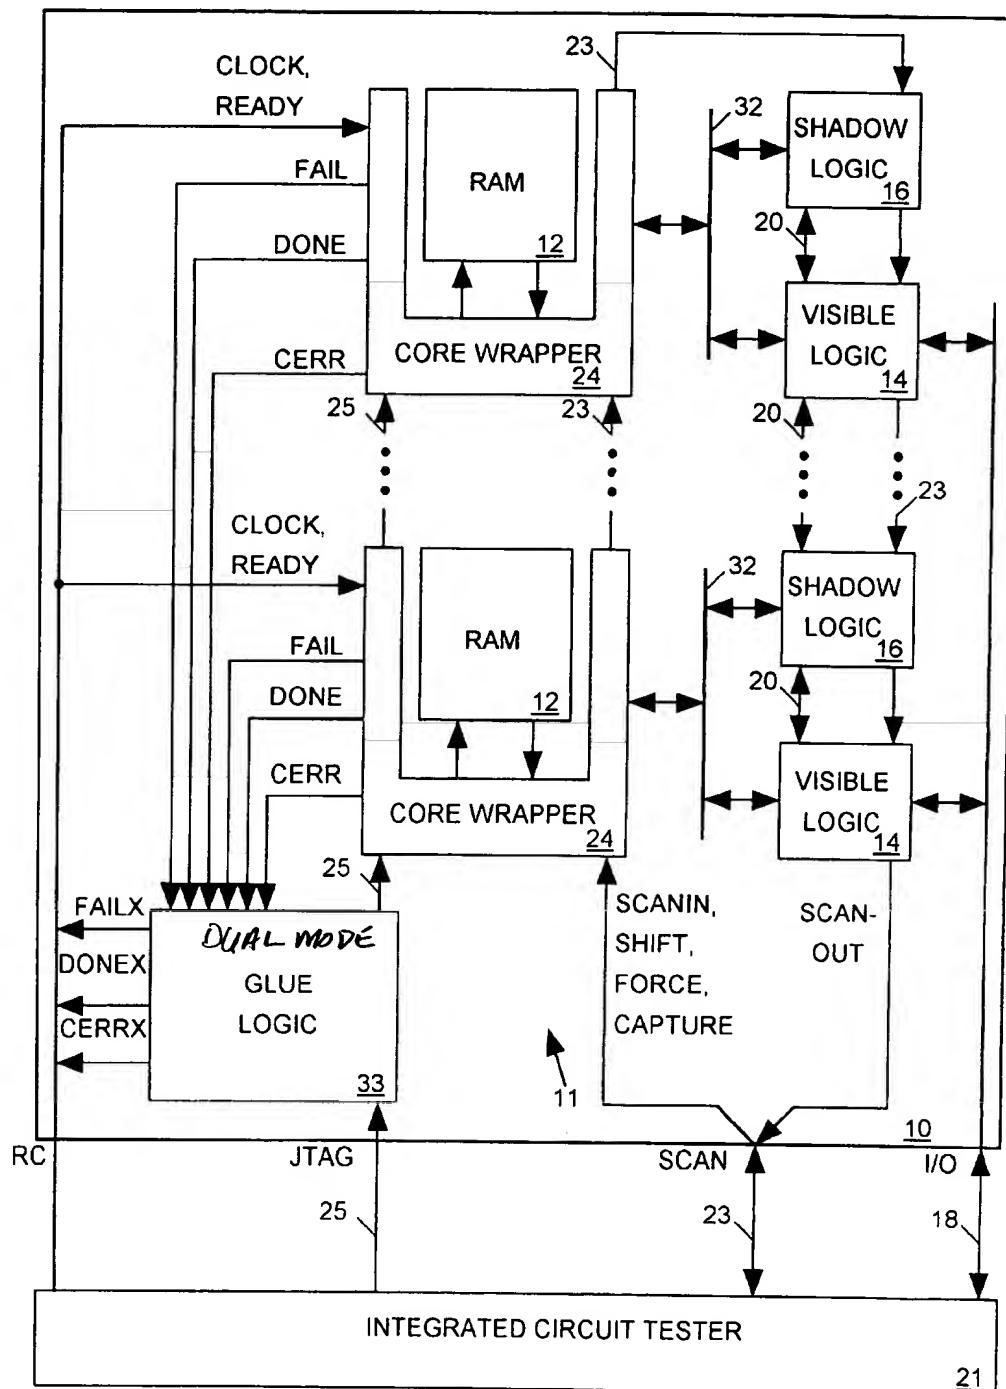 23
CLOCK,
READY
32
SHADOW
LOGIC
16
FAIL
RAM
12
20
DONE
VISIBLE
LOGIC
14
CORE WRAPPER
24
CERR
25
23
20
23
CLOCK,
READY
32
SHADOW
LOGIC
16
RAM
12
FAIL
20
DONE
VISIBLE
LOGIC
14
CERR
CORE WRAPPER
24
25
FAILX
DUAL MODE
GLUE
LOGIC
33
DONEX
CERRX
SCANIN,
SHIFT,
FORCE,
CAPTURE
SCAN-
OUT
11
10
RC
JTAG
SCAN
I/O
25
23
18
INTEGRATED CIRCUIT TESTER
21